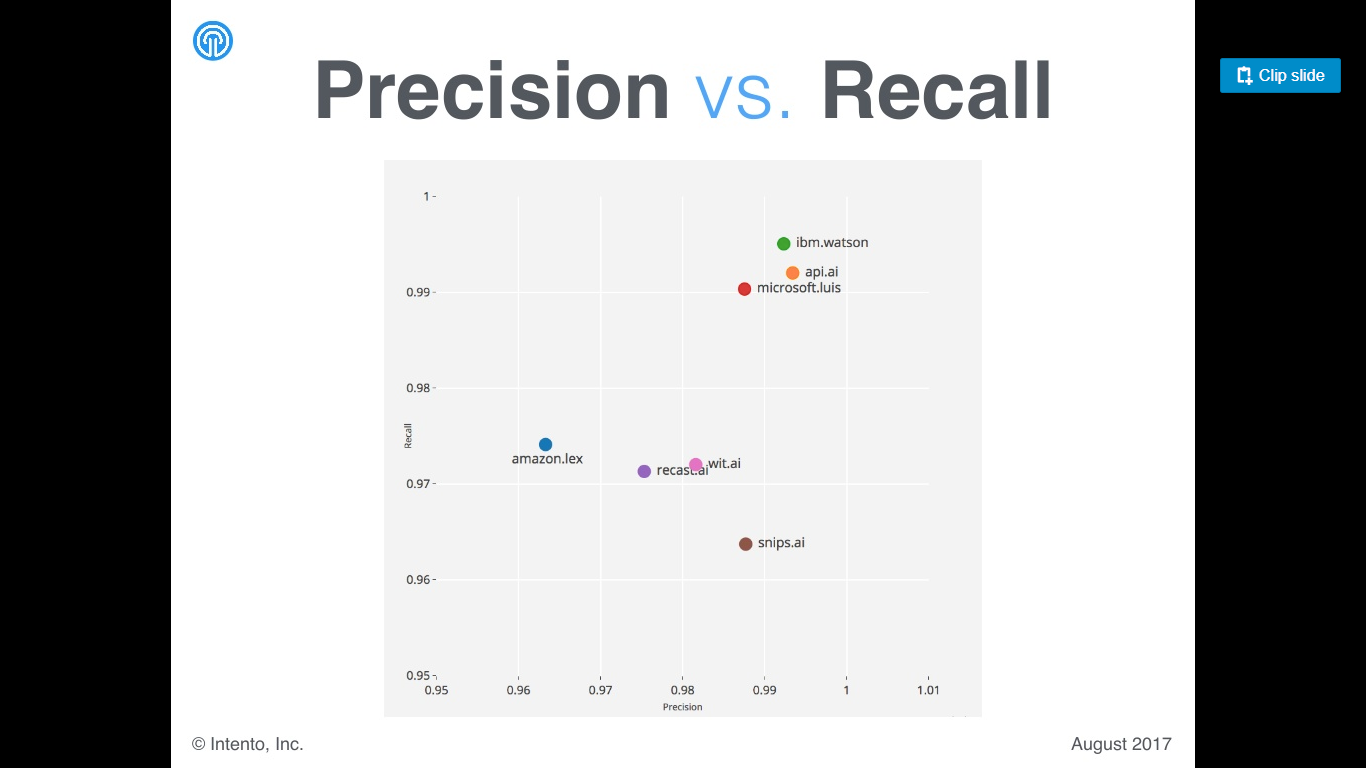 Precision vs. Recall
Clip slide
1
ibm.watson
api.ai
microsoft.luis
0.99
0.98
Recall
amazon.lex
recast.ai
wit.ai
0.97
snips.ai
0.96
0.95
0.95 0.96 0.97 0.98 0.99 1 1.01
Precision
© Intento, Inc.
August 2017